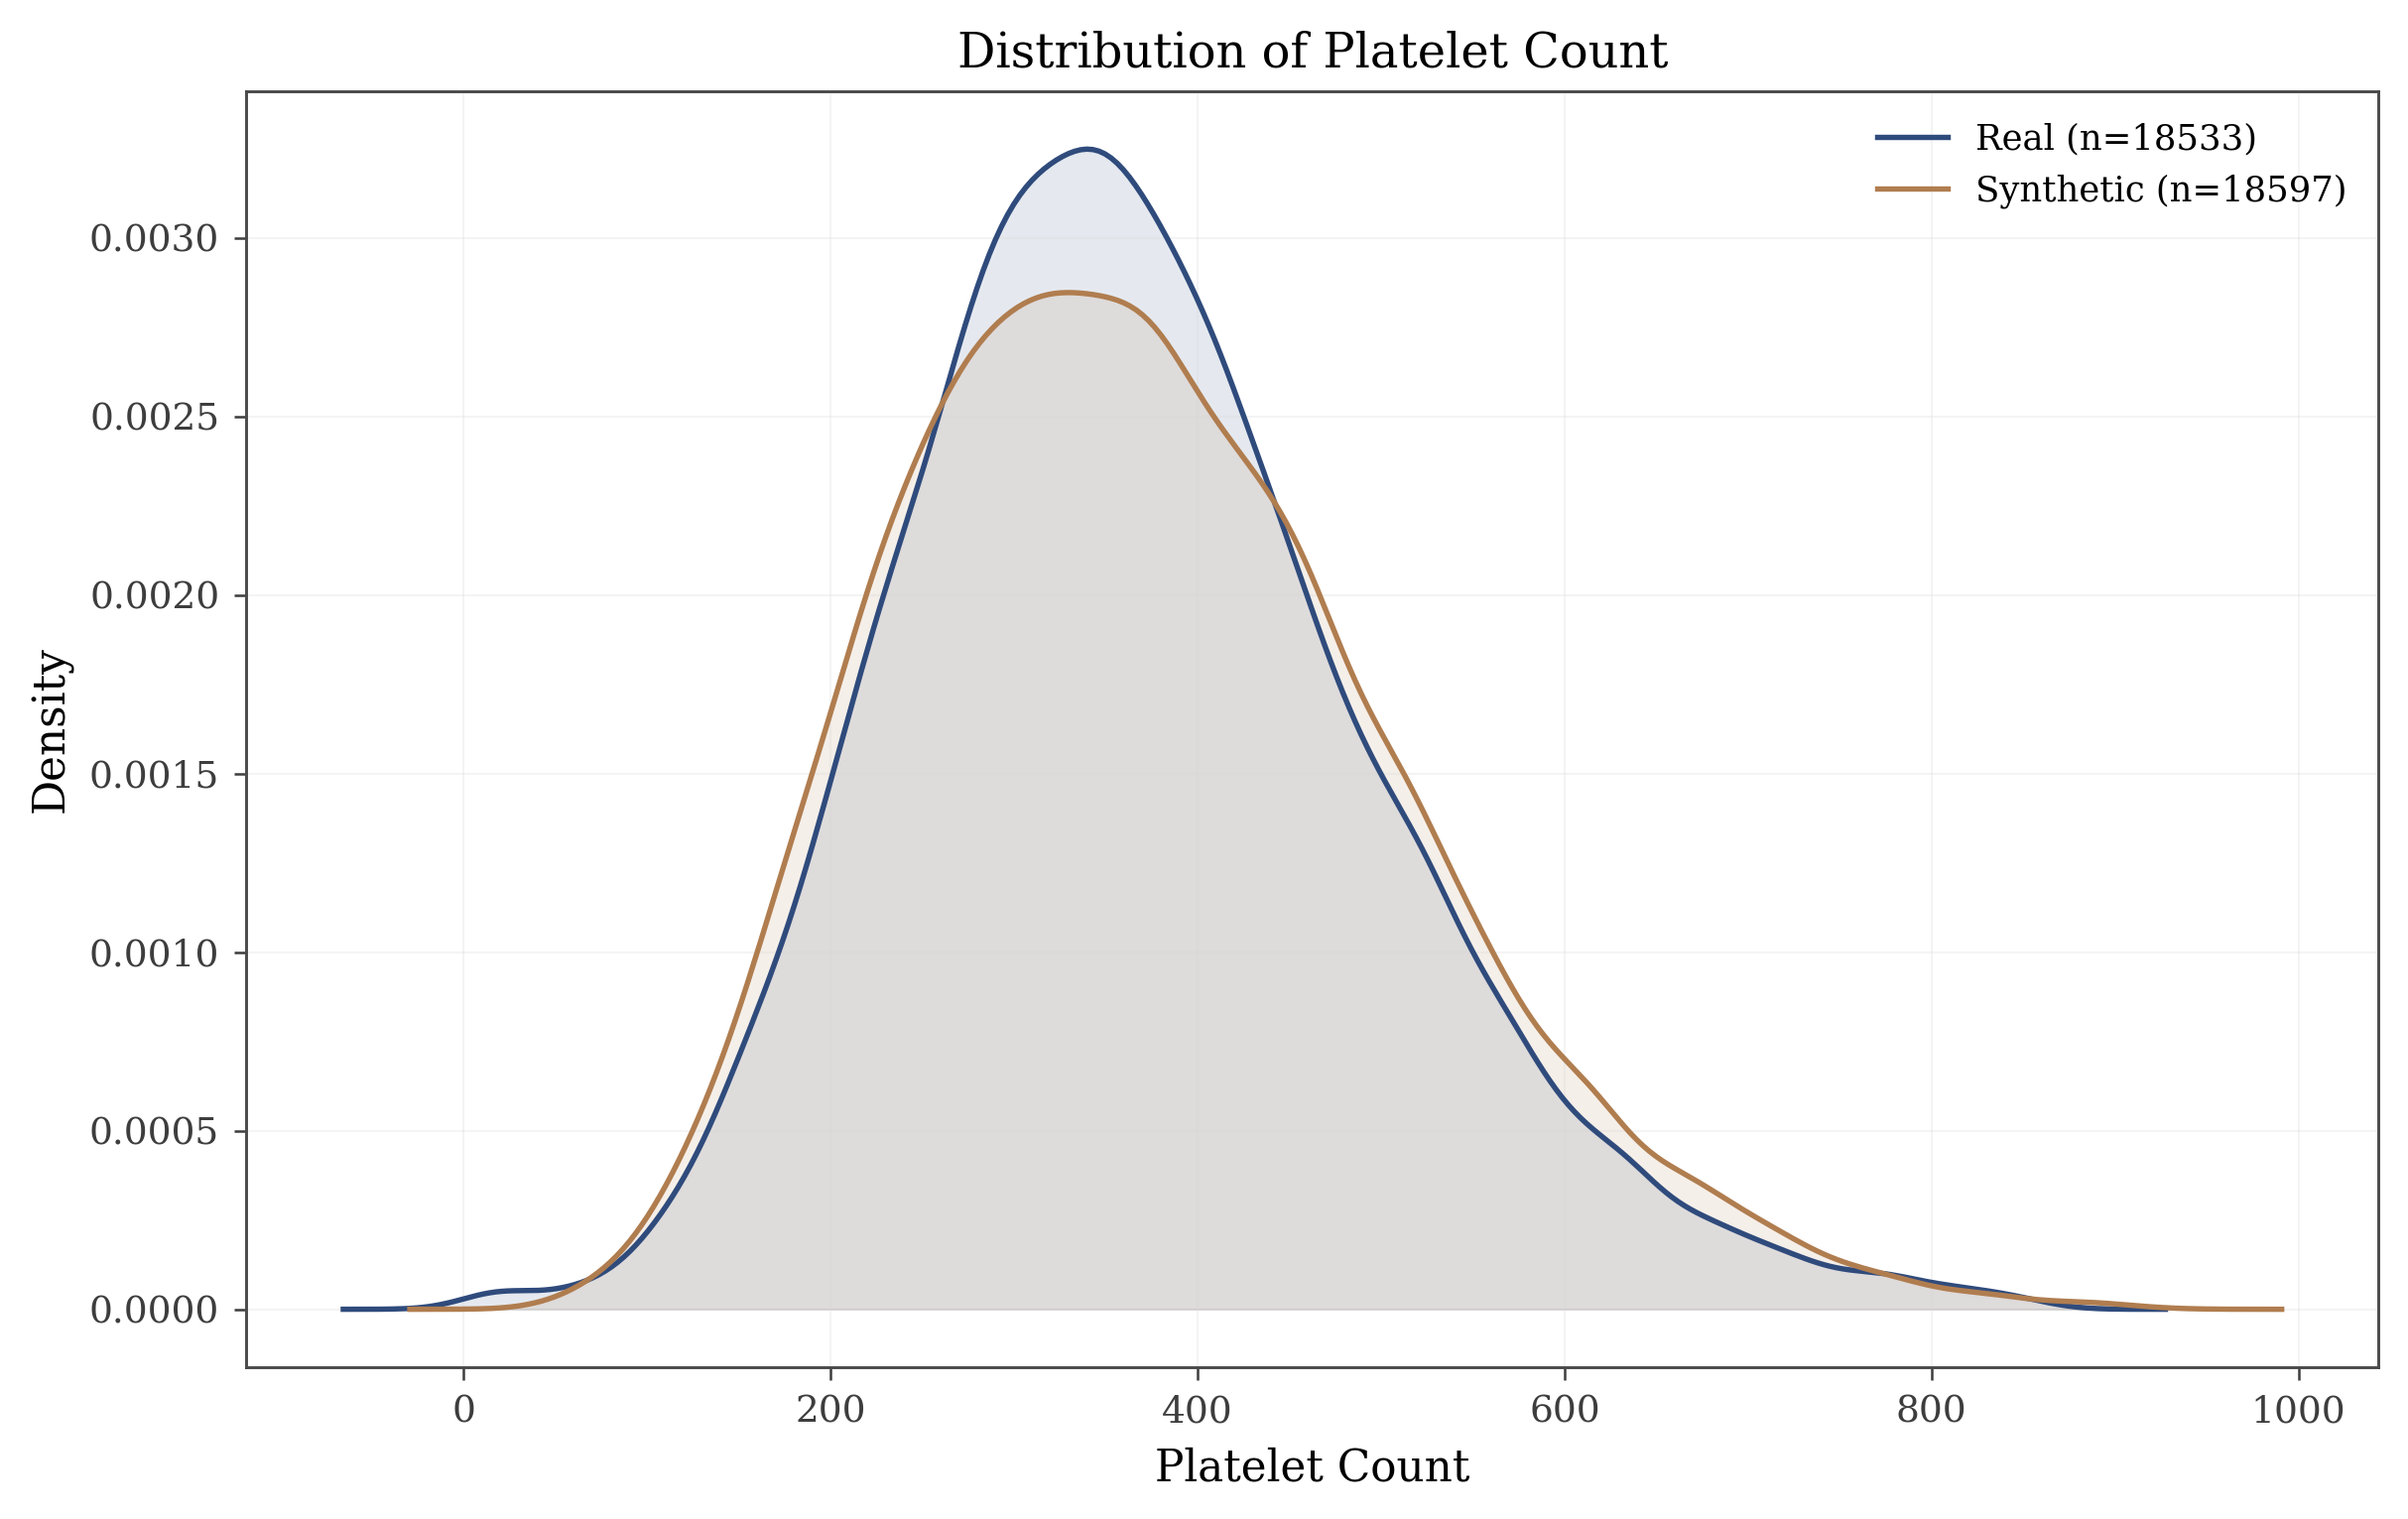 Distribution of Platelet Count
Real (n=18533)
Synthetic (n=18597)
0.0030
0.0025
0.0020
0.0015
0.0010
0.0005
0.0000
Density
0
200
400
600
800
1000
Platelet Count